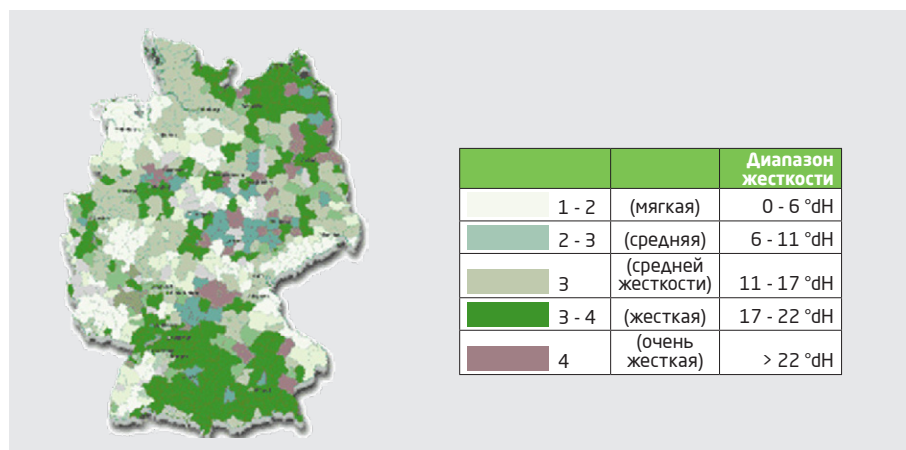 Диапазон
жесткости
1 - 2 (мягкая) 0 - 6 °dH
2 - 3 (средняя) 6 - 11 °dH
3 (средней жесткости) 11 - 17 °dH
3 - 4 (жесткая) 17 - 22 °dH
4 (очень жесткая) > 22 °dH